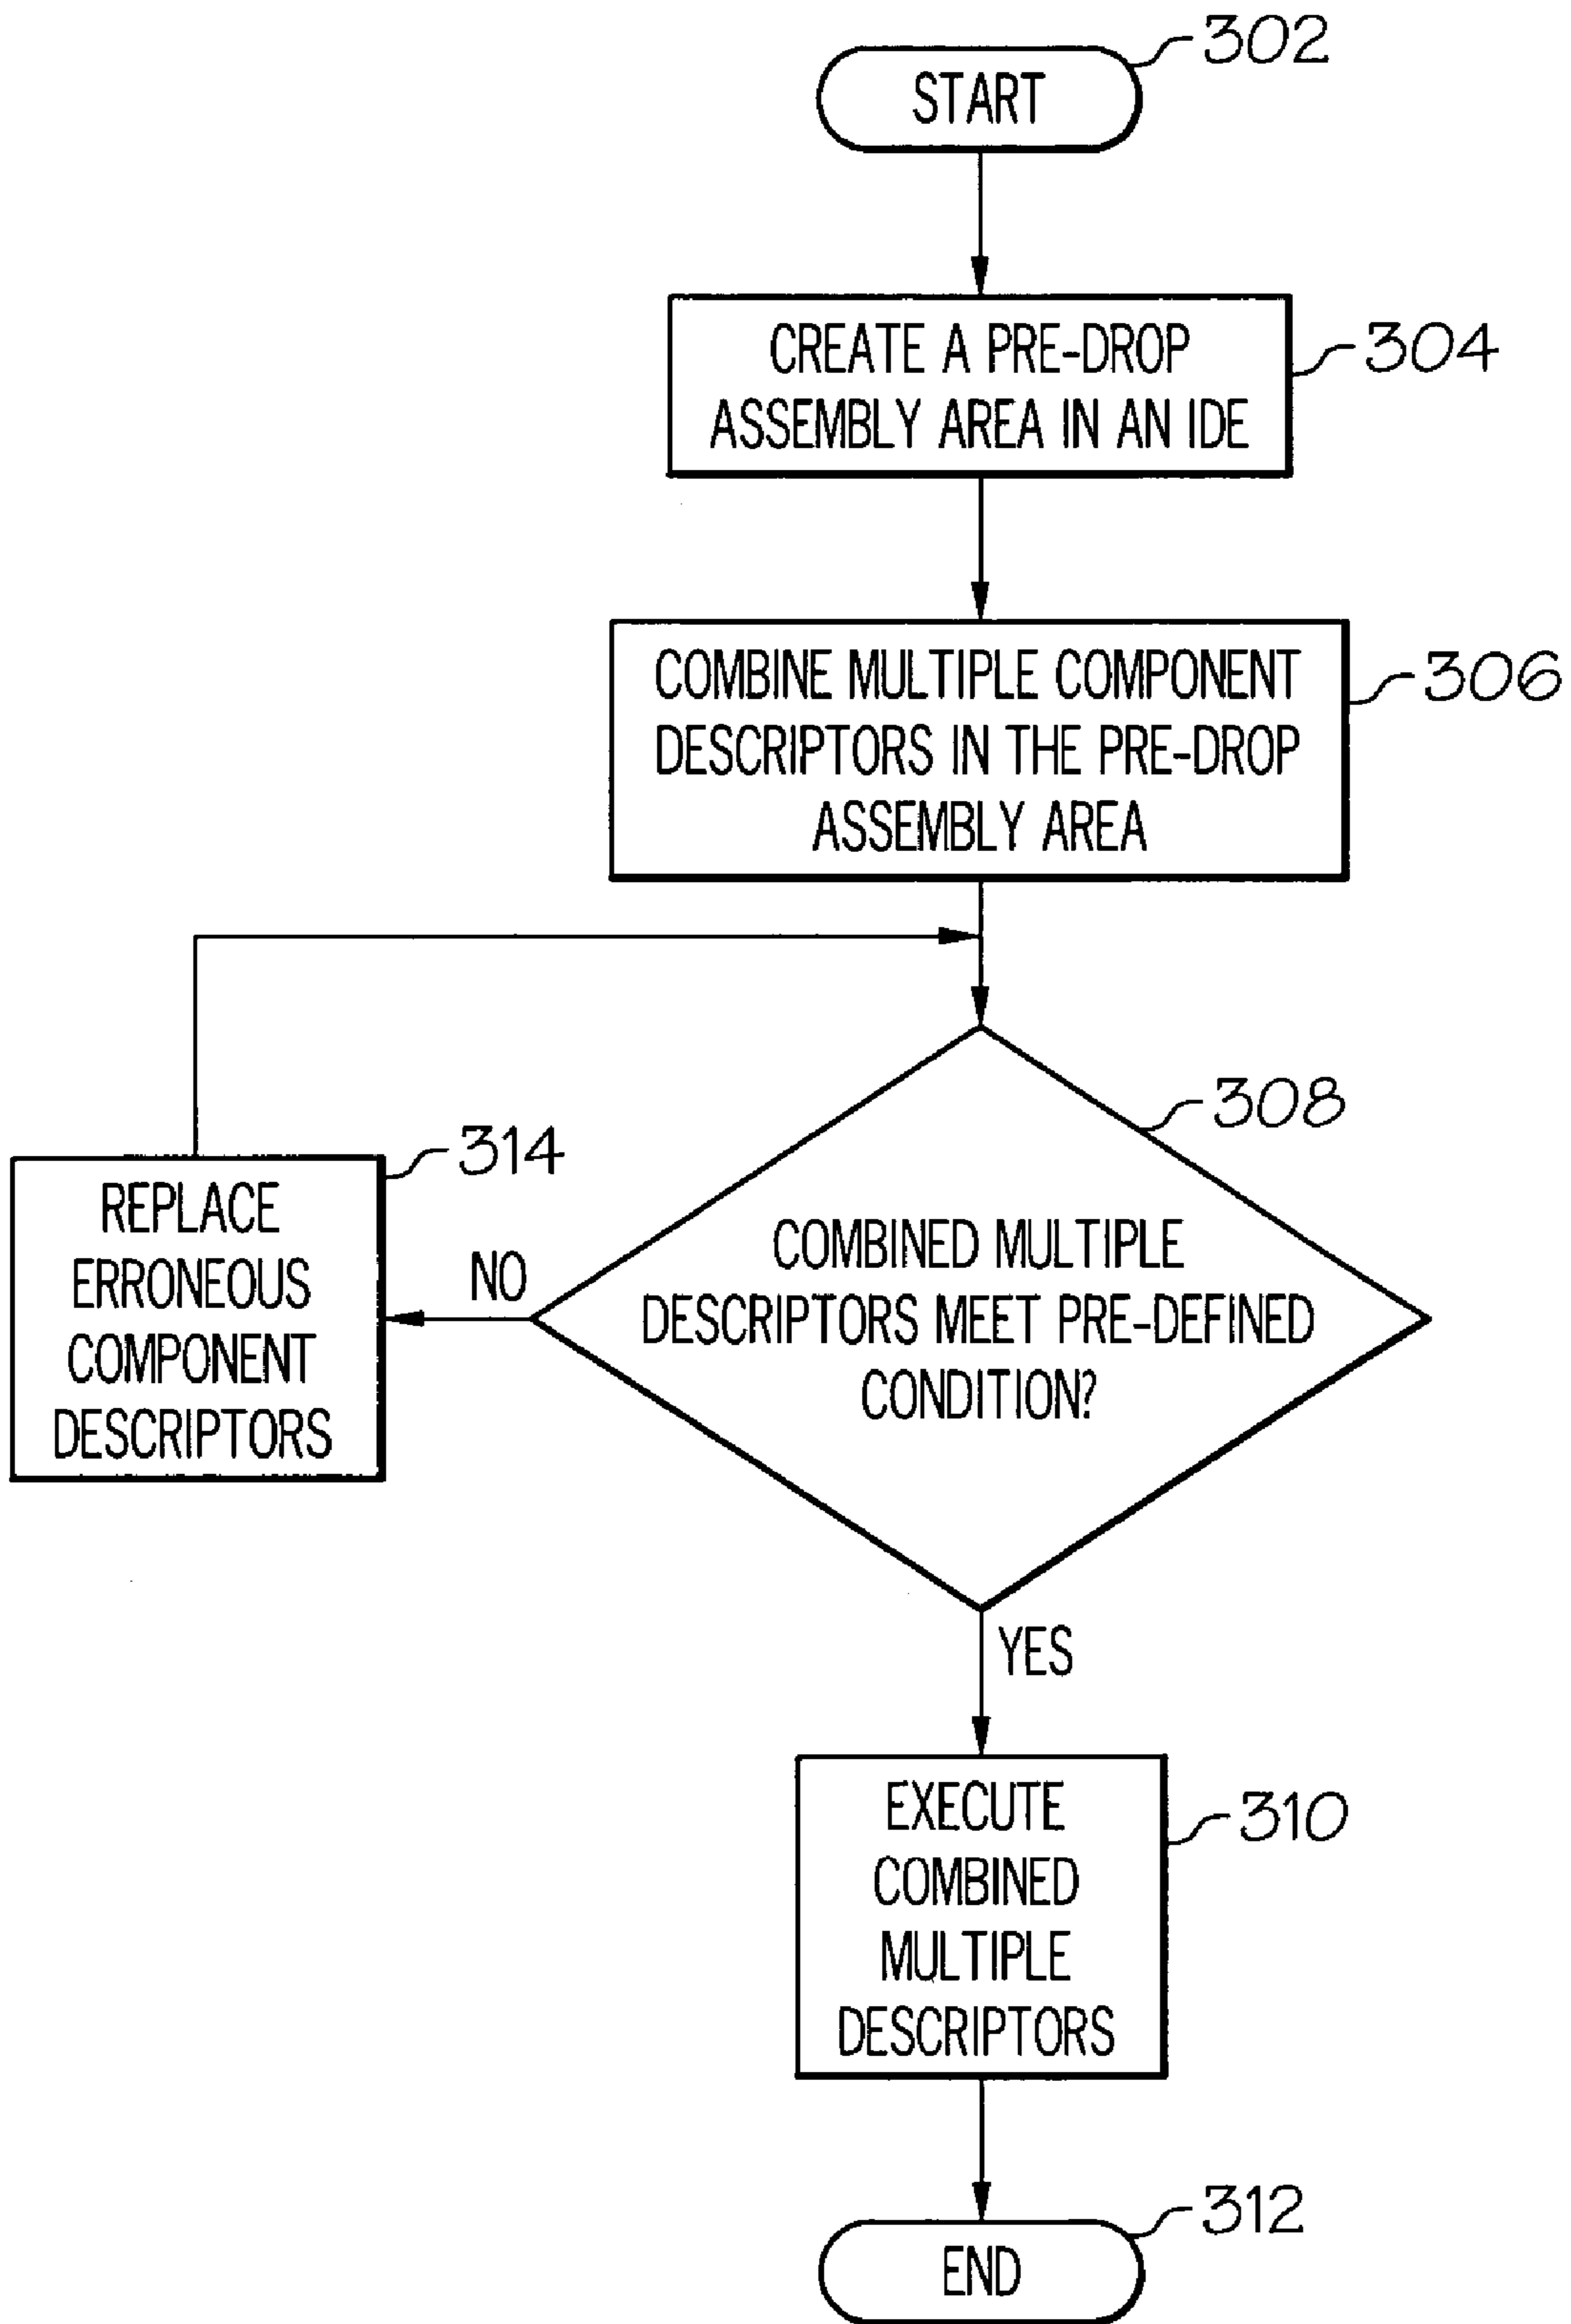 302
START
CREATE A PRE-DROP
ASSEMBLY AREA IN AN IDE
304
COMBINE MULTIPLE COMPONENT
DESCRIPTORS IN THE PRE-DROP
ASSEMBLY AREA
306
308
COMBINED MULTIPLE
DESCRIPTORS MEET PRE-DEFINED
CONDITION?
NO
314
REPLACE
ERRONEOUS
COMPONENT
DESCRIPTORS
YES
EXECUTE
COMBINED
MULTIPLE
DESCRIPTORS
310
312
END